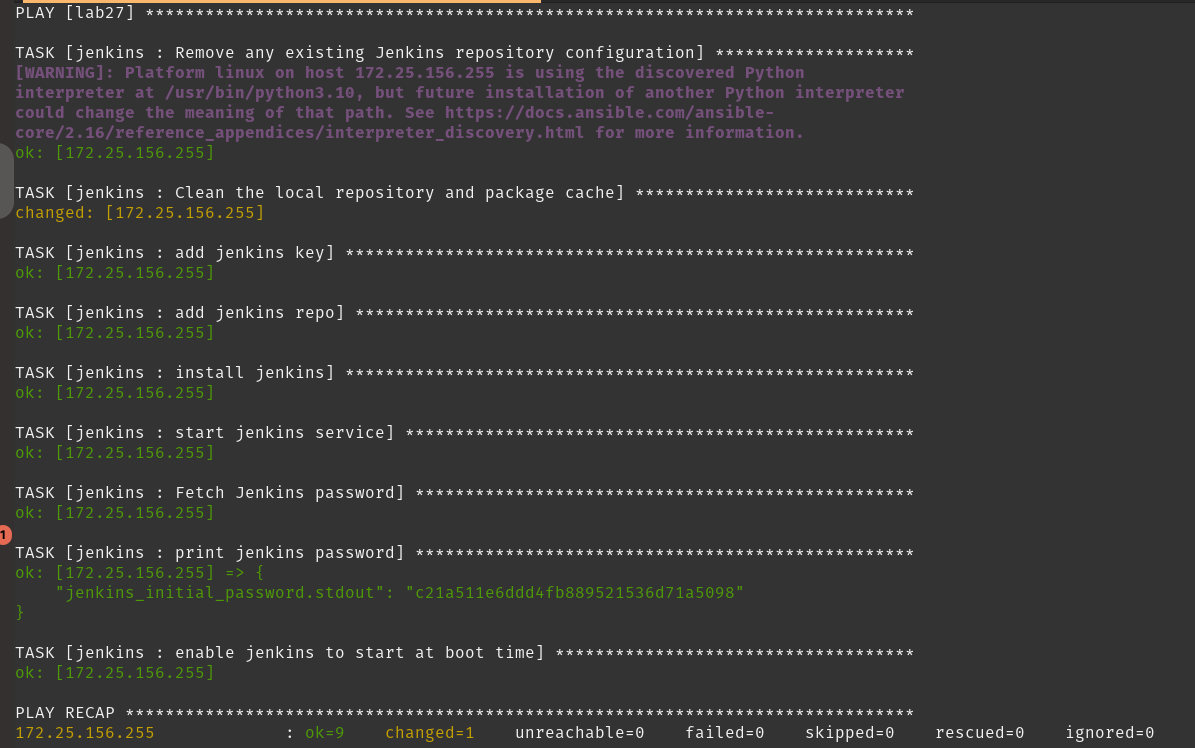 PLAY [lab27] *****************************************************************************
TASK [jenkins : Remove any existing Jenkins repository configuration] ********************
[WARNING]: Platform linux on host 172.25.156.255 is using the discovered Python
interpreter at /usr/bin/python3.10, but future installation of another Python interpreter
could change the meaning of that path. See https://docs.ansible.com/ansible-
core/2.16/reference_appendices/interpreter_discovery.html for more information.
ok: [172.25.156.255]
TASK [jenkins : Clean the local repository and package cache] ****************************
changed: [172.25.156.255]
TASK [jenkins : add jenkins key] *********************************************************
ok: [172.25.156.255]
TASK [jenkins : add jenkins repo] ********************************************************
ok: [172.25.156.255]
TASK [jenkins : install jenkins] *********************************************************
ok: [172.25.156.255]
TASK [jenkins : start jenkins service] ***************************************************
ok: [172.25.156.255]
TASK [jenkins : Fetch Jenkins password] **************************************************
ok: [172.25.156.255]
1
TASK [jenkins : print jenkins password] **************************************************
ok: [172.25.156.255] => {
    "jenkins_initial_password.stdout": "c21a511e6ddd4fb889521536d71a5098"
}
TASK [jenkins : enable jenkins to start at boot time] ************************************
ok: [172.25.156.255]
PLAY RECAP *******************************************************************************
172.25.156.255             : ok=9    changed=1    unreachable=0    failed=0    skipped=0    rescued=0    ignored=0